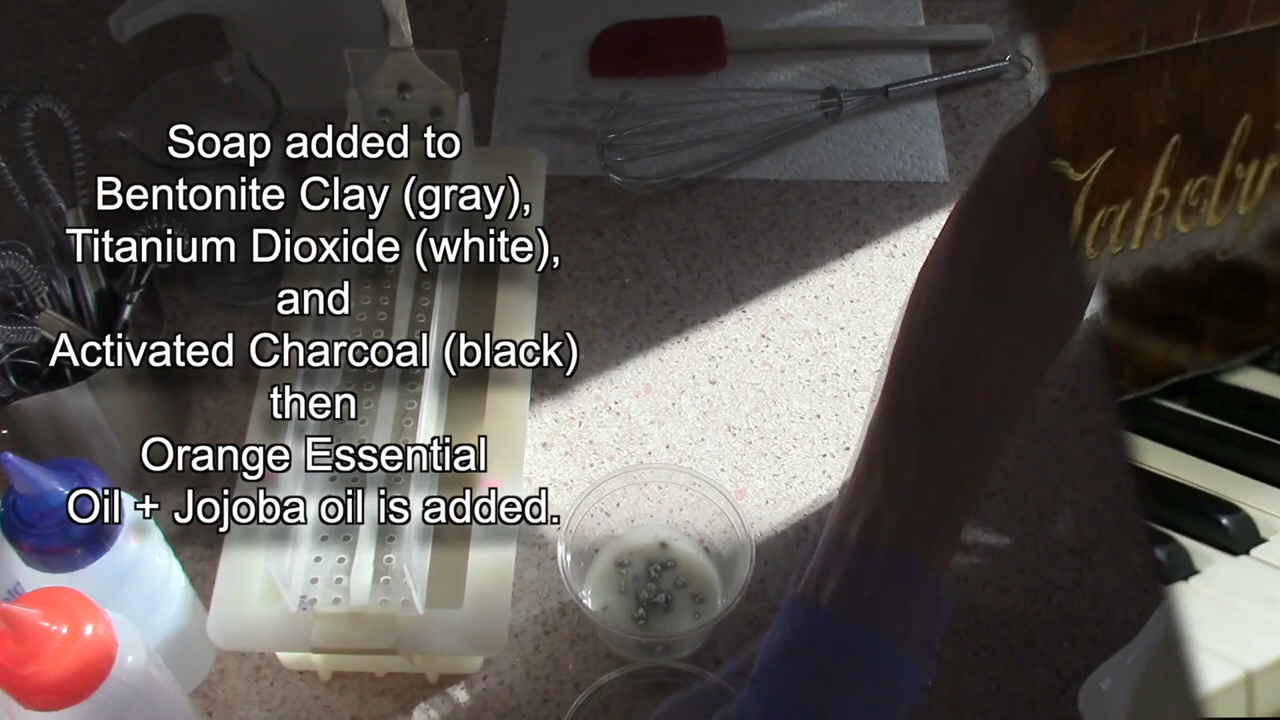 Soap added to
Bentonite Clay (gray),
Titanium Dioxide (white),
and
Activated Charcoal (black)
then
Orange Essential
Oil + Jojoba oil is added.
Jakoby